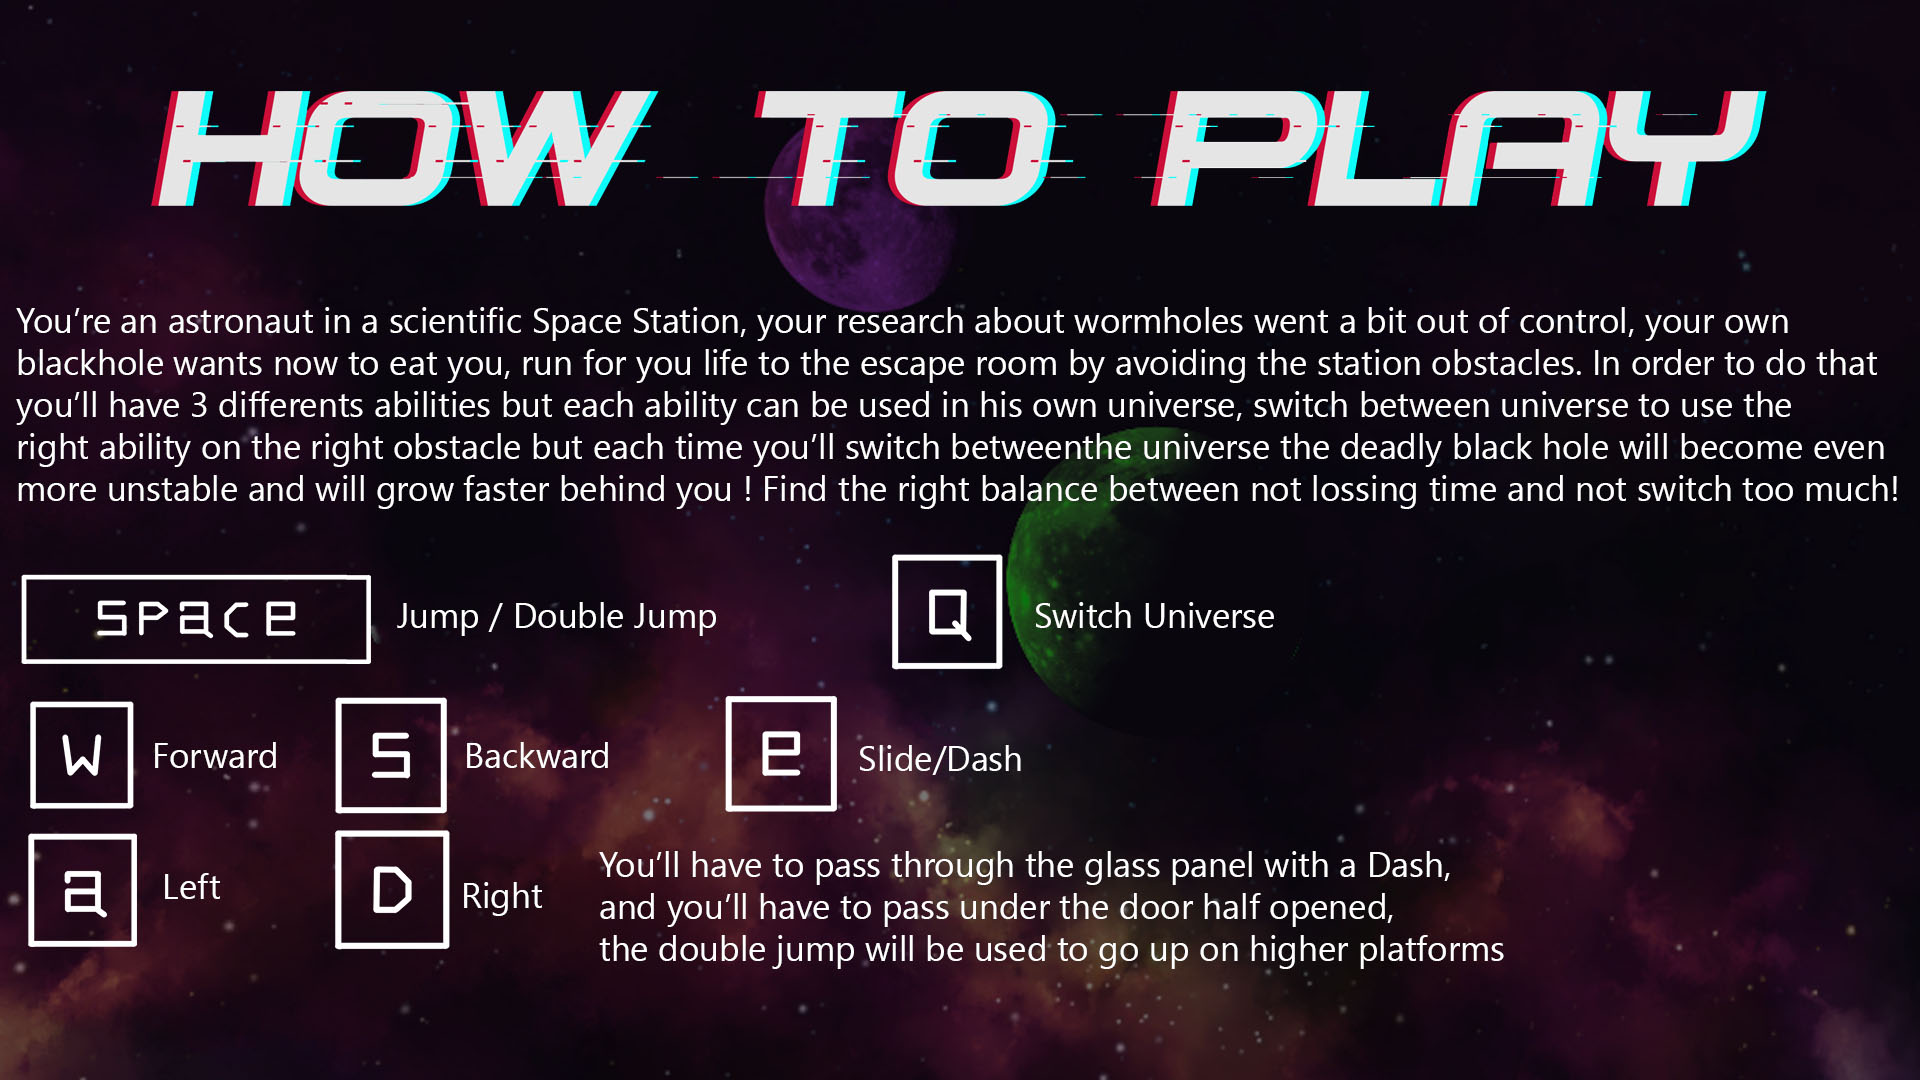 HOW TO PLAY
You’re an astronaut in a scientific Space Station, your research about wormholes went a bit out of control, your own
blackhole wants now to eat you, run for you life to the escape room by avoiding the station obstacles. In order to do that
you’ll have 3 differents abilities but each ability can be used in his own universe, switch between universe to use the
right ability on the right obstacle but each time you’ll switch betweenthe universe the deadly black hole will become even
more unstable and will grow faster behind you ! Find the right balance between not lossing time and not switch too much!
SPACE Jump / Double Jump Q Switch Universe
W Forward S Backward e Slide/Dash
a Left D Right
You’ll have to pass through the glass panel with a Dash,
and you’ll have to pass under the door half opened,
the double jump will be used to go up on higher platforms